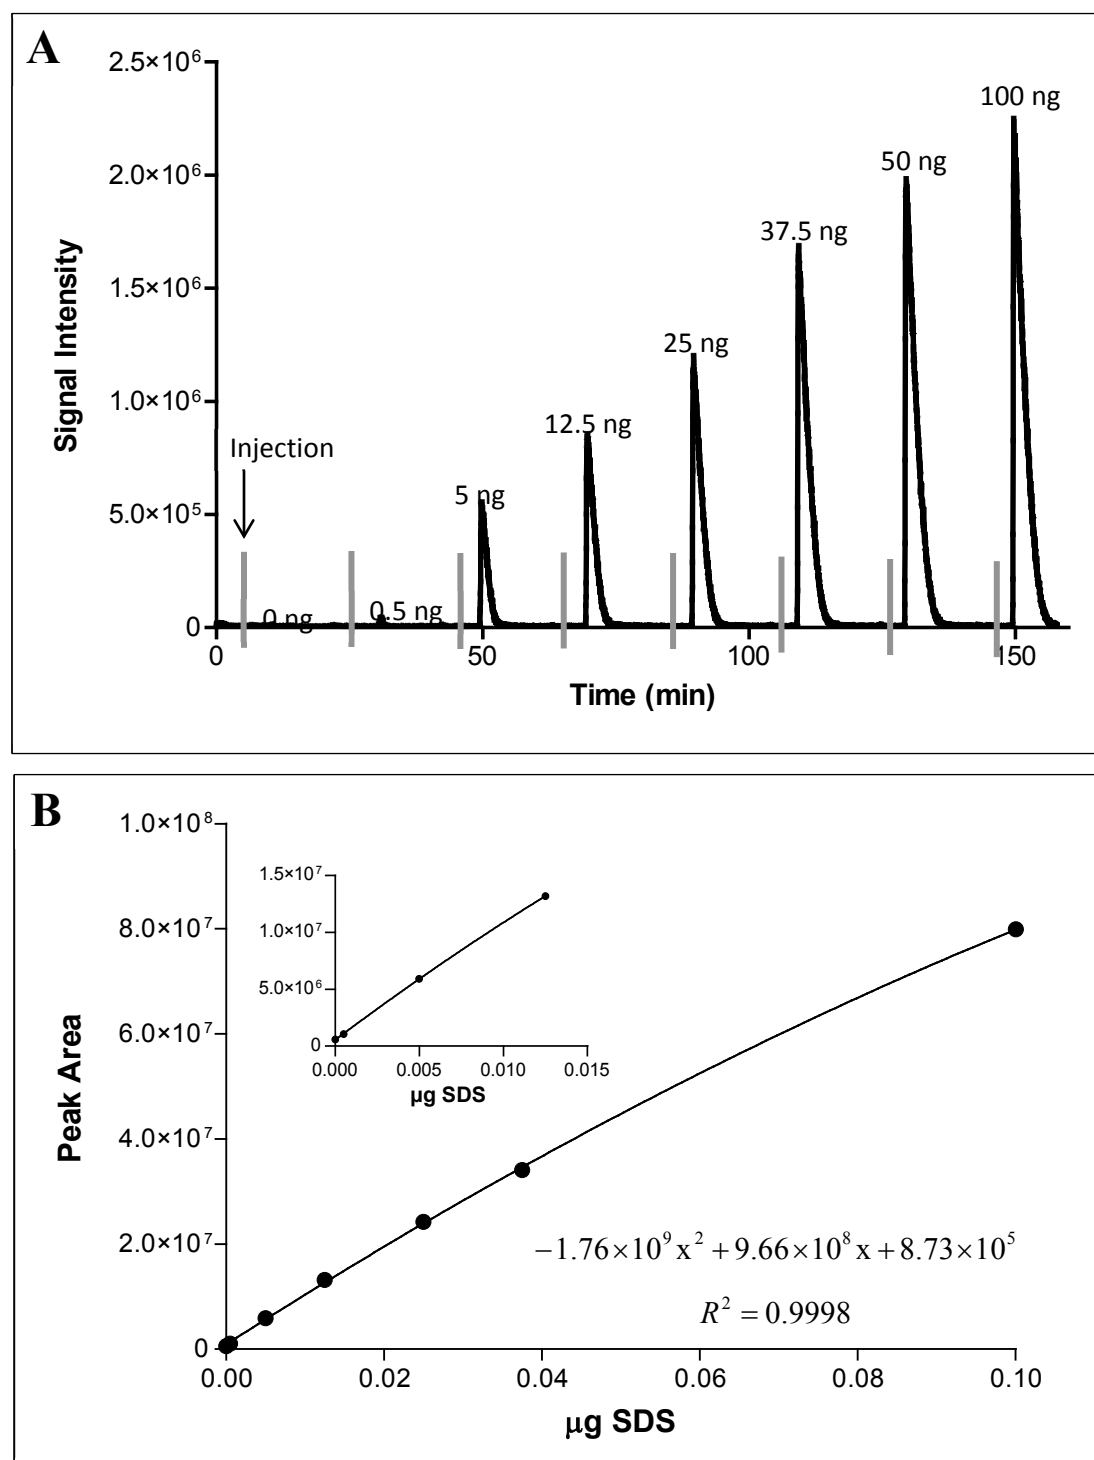 A
2.5×10⁶
2.0×10⁶
1.5×10⁶
1.0×10⁶
5.0×10⁵
0
Signal Intensity
Injection
0 ng
0.5 ng
5 ng
12.5 ng
25 ng
37.5 ng
50 ng
100 ng
0 50 100 150
Time (min)
B
1.0×10⁸
8.0×10⁷
6.0×10⁷
4.0×10⁷
2.0×10⁷
0
Peak Area
1.5×10⁷
1.0×10⁷
5.0×10⁶
0
0.000 0.005 0.010 0.015
µg SDS
−1.76×10⁹x² + 9.66×10⁸x + 8.73×10⁵
R² = 0.9998
0.00 0.02 0.04 0.06 0.08 0.10
µg SDS